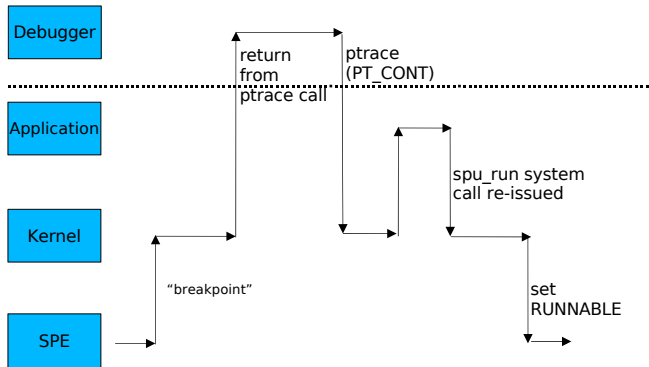 Debugger
return
from
ptrace call
ptrace
(PT_CONT)
Application
spu_run system
call re-issued
Kernel
“breakpoint”
set
RUNNABLE
SPE